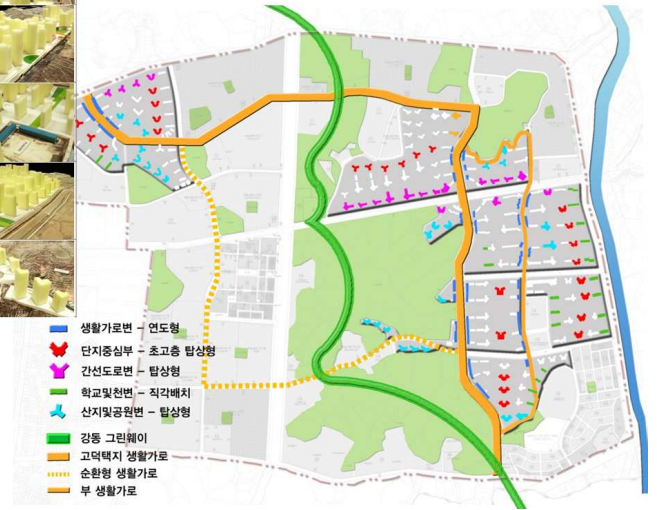 생활가로변 – 연도형
단지중심부 – 초고층 탑상형
간선도로변 – 탑상형
학교및천변 – 직각배치
산지및공원변 – 탑상형
강동 그린웨이
고덕택지 생활가로
순환형 생활가로
부 생활가로